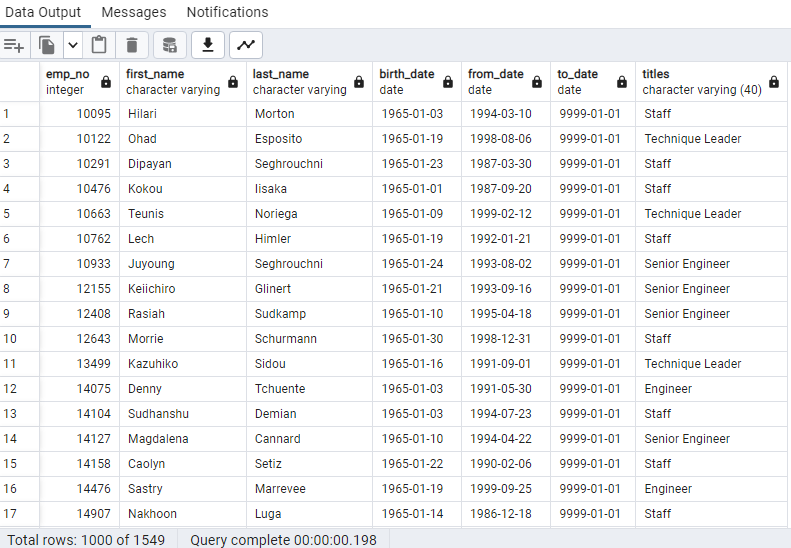 Data Output Messages Notifications
emp_no first_name last_name birth_date from_date to_date titles
integer character varying character varying date date date character varying (40)
1 10095 Hilari Morton 1965-01-03 1994-03-10 9999-01-01 Staff
2 10122 Ohad Esposito 1965-01-19 1998-08-06 9999-01-01 Technique Leader
3 10291 Dipayan Seghrouchni 1965-01-23 1987-03-30 9999-01-01 Staff
4 10476 Kokou Iisaka 1965-01-01 1987-09-20 9999-01-01 Staff
5 10663 Teunis Noriega 1965-01-09 1999-02-12 9999-01-01 Technique Leader
6 10762 Lech Himler 1965-01-19 1992-01-21 9999-01-01 Staff
7 10933 Juyoung Seghrouchni 1965-01-24 1993-08-02 9999-01-01 Senior Engineer
8 12155 Keiichiro Glinert 1965-01-21 1993-09-16 9999-01-01 Senior Engineer
9 12408 Rasiah Sudkamp 1965-01-10 1995-04-18 9999-01-01 Senior Engineer
10 12643 Morrie Schurmann 1965-01-30 1998-12-31 9999-01-01 Staff
11 13499 Kazuhiko Sidou 1965-01-16 1991-09-01 9999-01-01 Technique Leader
12 14075 Denny Tchuente 1965-01-03 1991-05-30 9999-01-01 Engineer
13 14104 Sudhanshu Demian 1965-01-03 1994-07-23 9999-01-01 Staff
14 14127 Magdalena Cannard 1965-01-10 1994-04-22 9999-01-01 Senior Engineer
15 14158 Caolyn Setiz 1965-01-22 1990-02-06 9999-01-01 Staff
16 14476 Sastry Marrevee 1965-01-19 1999-09-25 9999-01-01 Engineer
17 14907 Nakhoon Luga 1965-01-14 1986-12-18 9999-01-01 Staff
Total rows: 1000 of 1549 Query complete 00:00:00.198